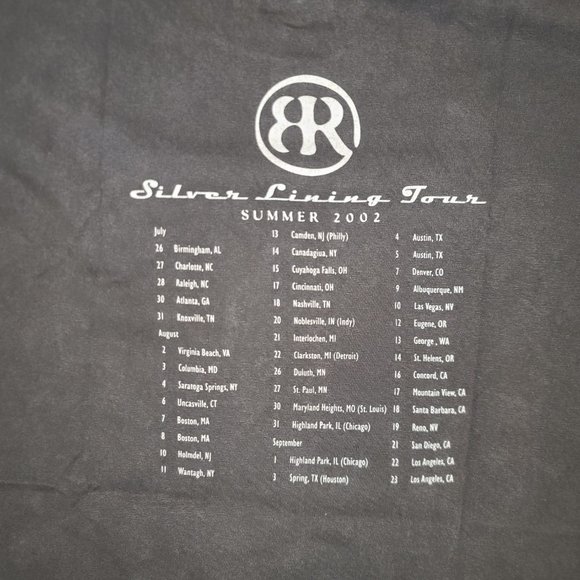 RR
Silver Lining Tour
SUMMER 2002
July
26 Birmingham, AL
27 Charlotte, NC
28 Raleigh, NC
30 Atlanta, GA
31 Knoxville, TN
August
2 Virginia Beach, VA
3 Columbia, MD
4 Saratoga Springs, NY
6 Uncasville, CT
7 Boston, MA
8 Boston, MA
10 Holmdel, NJ
11 Wantagh, NY
13 Camden, NJ (Philly)
14 Canadagiua, NY
15 Cuyahoga Falls, OH
17 Cincinnati, OH
18 Nashville, TN
20 Noblesville, IN (Indy)
21 Interlochen, MI
22 Clarkston, MI (Detroit)
26 Duluth, MN
27 St. Paul, MN
30 Maryland Heights, MO (St. Louis)
31 Highland Park, IL (Chicago)
September
1 Highland Park, IL (Chicago)
3 Spring, TX (Houston)
4 Austin, TX
5 Austin, TX
7 Denver, CO
9 Albuquerque, NM
10 Las Vegas, NV
12 Eugene, OR
13 George, WA
14 St. Helens, OR
16 Concord, CA
17 Mountain View, CA
18 Santa Barbara, CA
19 Reno, NV
21 San Diego, CA
22 Los Angeles, CA
23 Los Angeles, CA